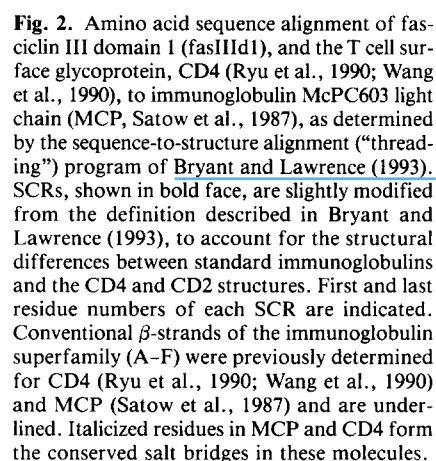 Fig. 2. Amino acid sequence alignment of fas-
ciclin III domain 1 (fasIIId1), and the T cell sur-
face glycoprotein, CD4 (Ryu et al., 1990; Wang
et al., 1990), to immunoglobulin McPC603 light
chain (MCP, Satow et al., 1987), as determined
by the sequence-to-structure alignment (“thread-
ing”) program of Bryant and Lawrence (1993).
SCRs, shown in bold face, are slightly modified
from the definition described in Bryant and
Lawrence (1993), to account for the structural
differences between standard immunoglobulins
and the CD4 and CD2 structures. First and last
residue numbers of each SCR are indicated.
Conventional β-strands of the immunoglobulin
superfamily (A–F) were previously determined
for CD4 (Ryu et al., 1990; Wang et al., 1990)
and MCP (Satow et al., 1987) and are under-
lined. Italicized residues in MCP and CD4 form
the conserved salt bridges in these molecules.